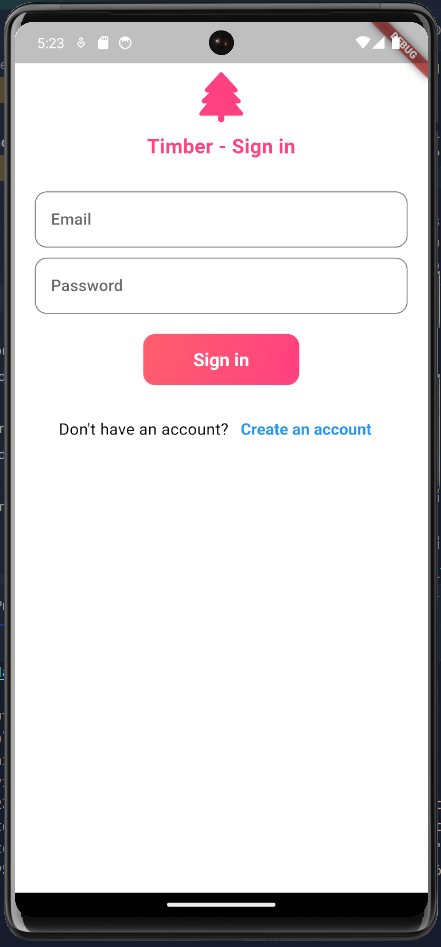 5:23
DEBUG
Timber - Sign in
Email
Password
Sign in
Don't have an account? Create an account